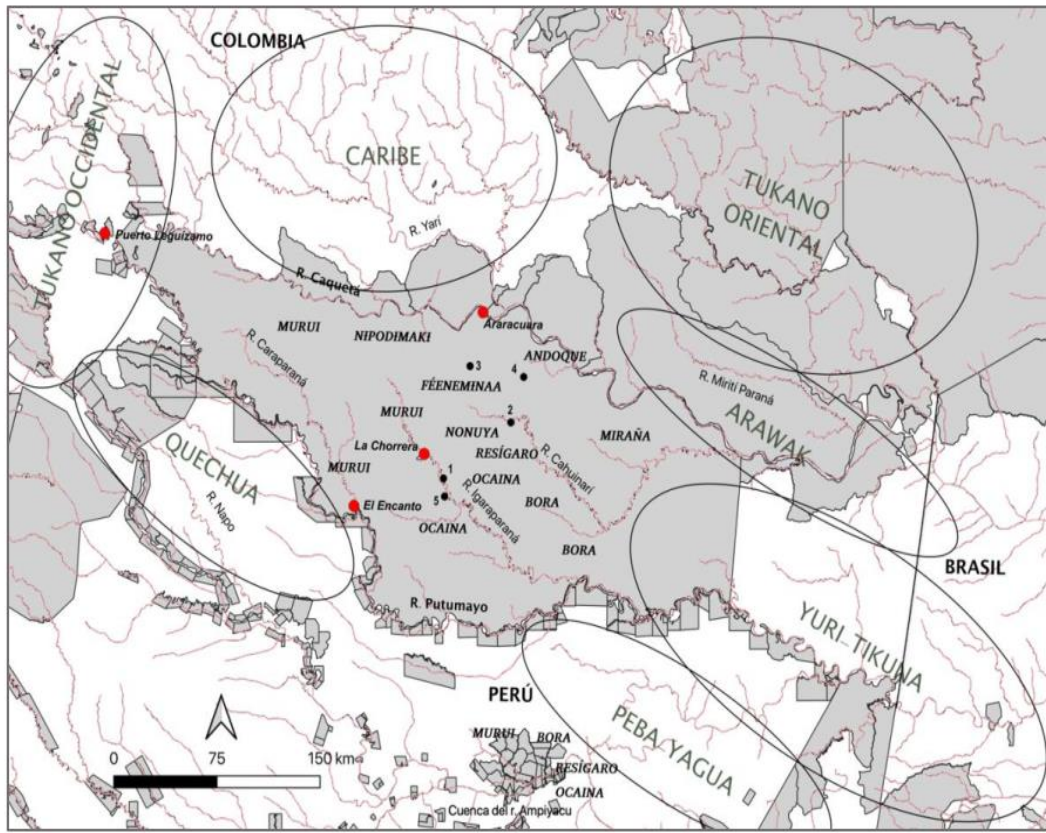 COLOMBIA
TUKANO OCCIDENTAL
CARIBE
TUKANO
ORIENTAL
R. Yarí
Puerto Leguízamo
R. Caquetá
Araracuara
MURUI
NIPODIMAKI
ANDOQUE
R. Caraparaná
3
4
FÉENEMINAA
R. Mirití Paraná
ARAWAK
MURUI
2
NONUYA
MIRAÑA
QUECHUA
La Chorrera
RESÍGARO
R. Cahuinarí
MURUI
1
OCAINA
R. Napo
El Encanto
5
R. Igaraparaná
BORA
OCAINA
BORA
BRASIL
R. Putumayo
YURI - TIKUNA
PERÚ
PEBA-YAGUA
MURUI
BORA
RESÍGARO
OCAINA
0 75 150 km
Cuenca del r. Ampiyacu